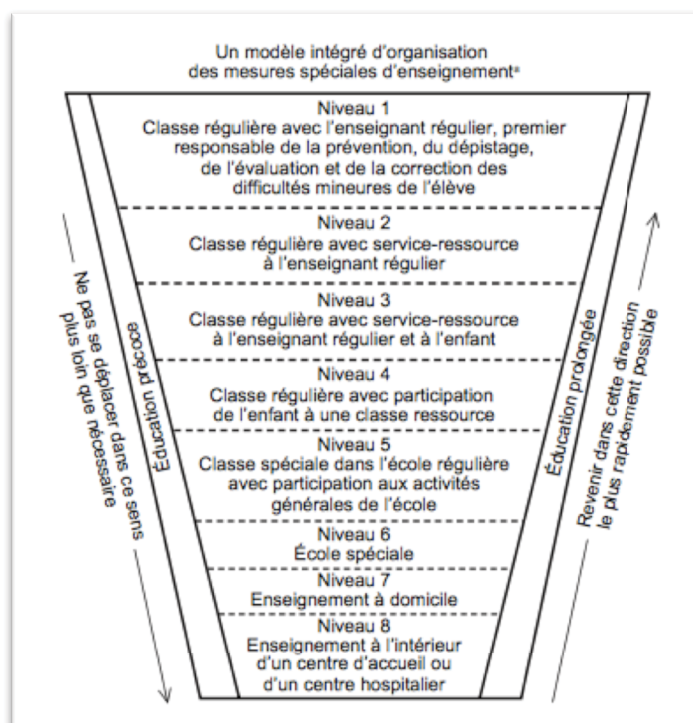 Un modèle intégré d'organisation
des mesures spéciales d'enseignementª
Niveau 1
Classe régulière avec l'enseignant régulier, premier
responsable de la prévention, du dépistage,
de l'évaluation et de la correction des
difficultés mineures de l'élève
Niveau 2
Classe régulière avec service-ressource
à l'enseignant régulier
Niveau 3
Classe régulière avec service-ressource
à l'enseignant régulier et à l'enfant
Niveau 4
Classe régulière avec participation
de l'enfant à une classe ressource
Niveau 5
Classe spéciale dans l'école régulière
avec participation aux activités
générales de l'école
Niveau 6
École spéciale
Niveau 7
Enseignement à domicile
Niveau 8
Enseignement à l'intérieur
d'un centre d'accueil ou
d'un centre hospitalier
Ne pas se déplacer dans ce sens
plus loin que nécessaire
Éducation précoce
Éducation prolongée
Revenir dans cette direction
le plus rapidement possible